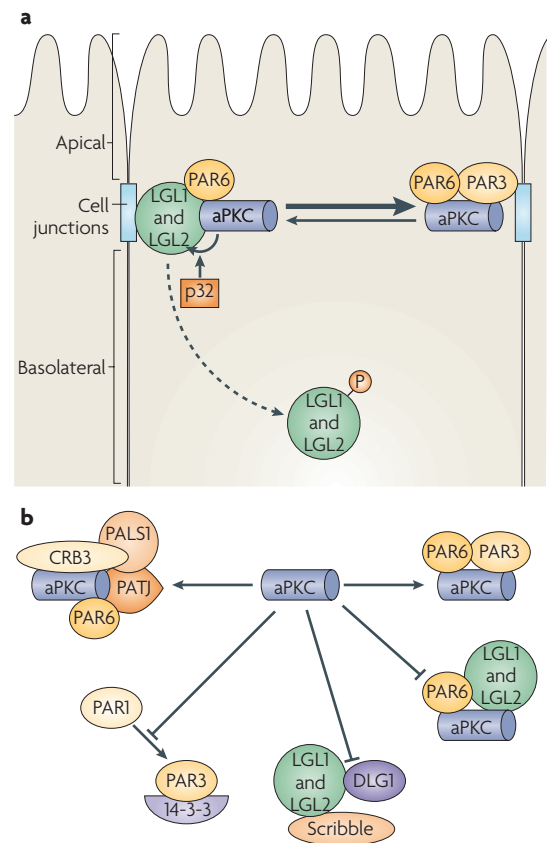 a
Apical
PAR6
LGL1
and
LGL2
aPKC
PAR6
PAR3
aPKC
Cell
junctions
p32
Basolateral
P
LGL1
and
LGL2
b
PALS1
CRB3
aPKC
PATJ
PAR6
aPKC
PAR6
PAR3
aPKC
LGL1
and
LGL2
PAR6
aPKC
PAR1
PAR3
14-3-3
LGL1
and
LGL2
DLG1
Scribble